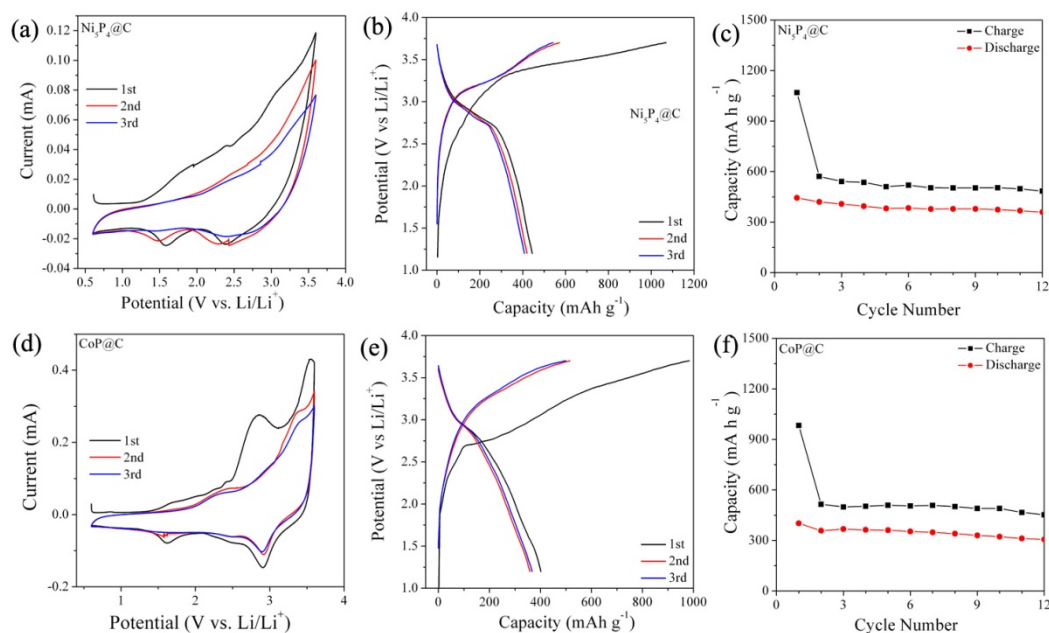 (a)
Ni₅P₄@C
1st
2nd
3rd
0.12
0.10
0.08
0.06
0.04
0.02
0.00
-0.02
-0.04
0.5
1.0
1.5
2.0
2.5
3.0
3.5
4.0
Current (mA)
Potential (V vs Li/Li⁺)
(b)
Ni₅P₄@C
1st
2nd
3rd
4.0
3.5
3.0
2.5
2.0
1.5
1.0
0
200
400
600
800
1000
1200
Potential (V vs Li/Li⁺)
Capacity (mAh g⁻¹)
(c)
Ni₅P₄@C
Charge
Discharge
1500
1200
900
600
300
0
0
3
6
9
12
Capacity (mA h g⁻¹)
Cycle Number
(d)
CoP@C
1st
2nd
3rd
0.4
0.2
0.0
-0.2
1
2
3
4
Current (mA)
Potential (V vs Li/Li⁺)
(e)
1st
2nd
3rd
4.0
3.5
3.0
2.5
2.0
1.5
1.0
0
200
400
600
800
1000
Potential (V vs Li/Li⁺)
Capacity (mAh g⁻¹)
(f)
CoP@C
Charge
Discharge
1500
1200
900
600
300
0
0
3
6
9
12
Capacity (mA h g⁻¹)
Cycle Number